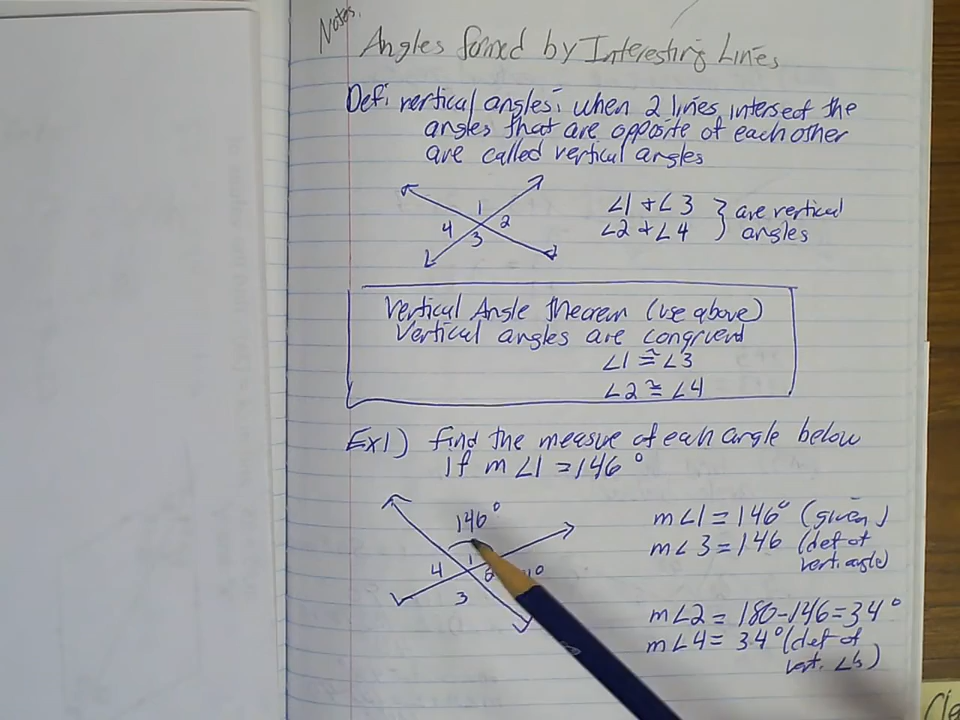 Notes.
Angles formed by Interesting Lines
Def: vertical angles: when 2 lines intersect the
angles that are opposite of each other
are called vertical angles
1
4 2
3
∠1 + ∠3 } are vertical
∠2 + ∠4 } angles
Vertical Angle theorem (use above)
Vertical angles are congruent
∠1 ≅ ∠3
∠2 ≅ ∠4
Ex1) find the measure of each angle below
If m∠1 = 146°
146°
4 1 2
3
m∠1 = 146° (given)
m∠3 = 146 (def of
vert. angle)
m∠2 = 180-146=34°
m∠4 = 34° (def of
vert. ∠s)